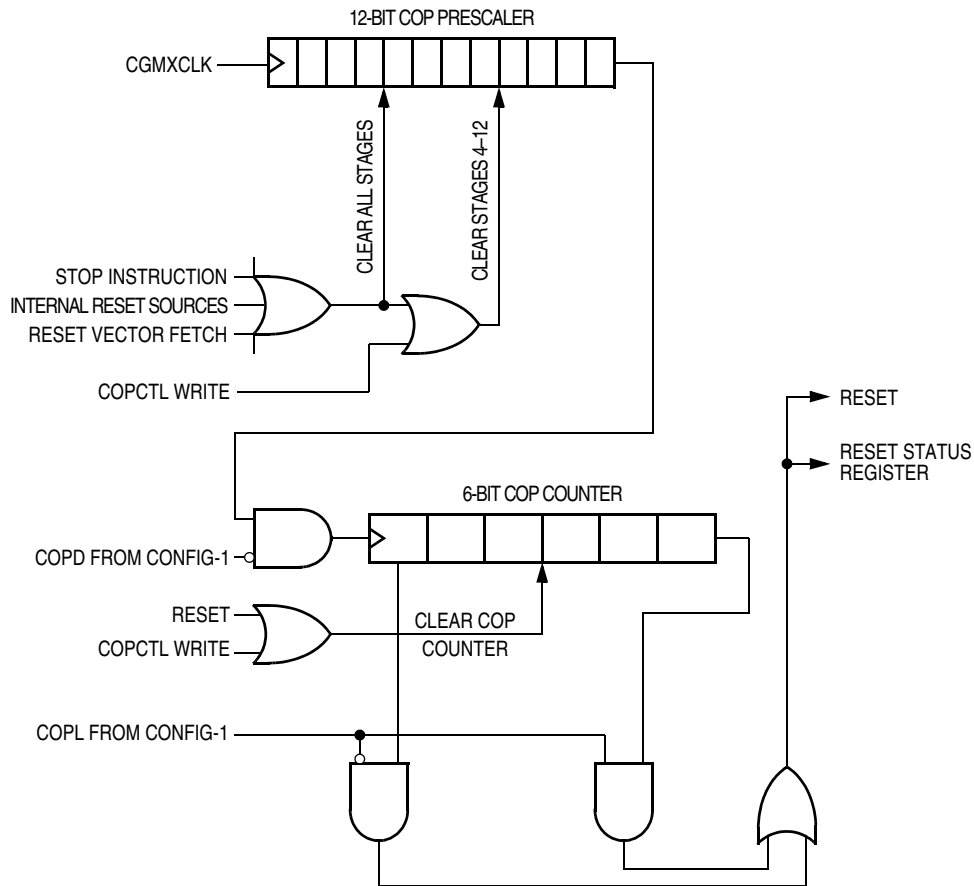 12-BIT COP PRESCALER
CGMXCLK
CLEAR ALL STAGES
CLEAR STAGES 4–12
STOP INSTRUCTION
INTERNAL RESET SOURCES
RESET VECTOR FETCH
COPCTL WRITE
RESET
RESET STATUS
REGISTER
6-BIT COP COUNTER
COPD FROM CONFIG-1
RESET
COPCTL WRITE
CLEAR COP
COUNTER
COPL FROM CONFIG-1